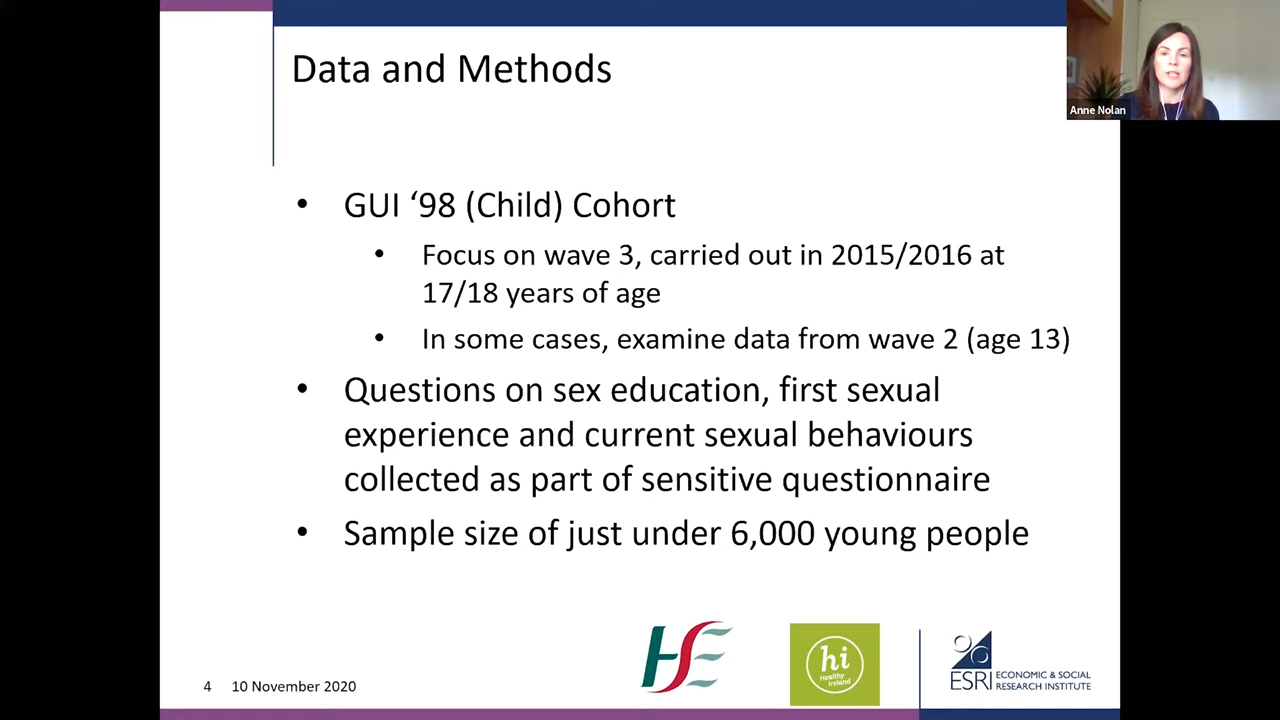 Data and Methods
Anne Nolan
• GUI ‘98 (Child) Cohort
• Focus on wave 3, carried out in 2015/2016 at
17/18 years of age
• In some cases, examine data from wave 2 (age 13)
• Questions on sex education, first sexual
experience and current sexual behaviours
collected as part of sensitive questionnaire
• Sample size of just under 6,000 young people
4 10 November 2020
HSE
hi
Healthy
Ireland
ESRI ECONOMIC & SOCIAL
RESEARCH INSTITUTE